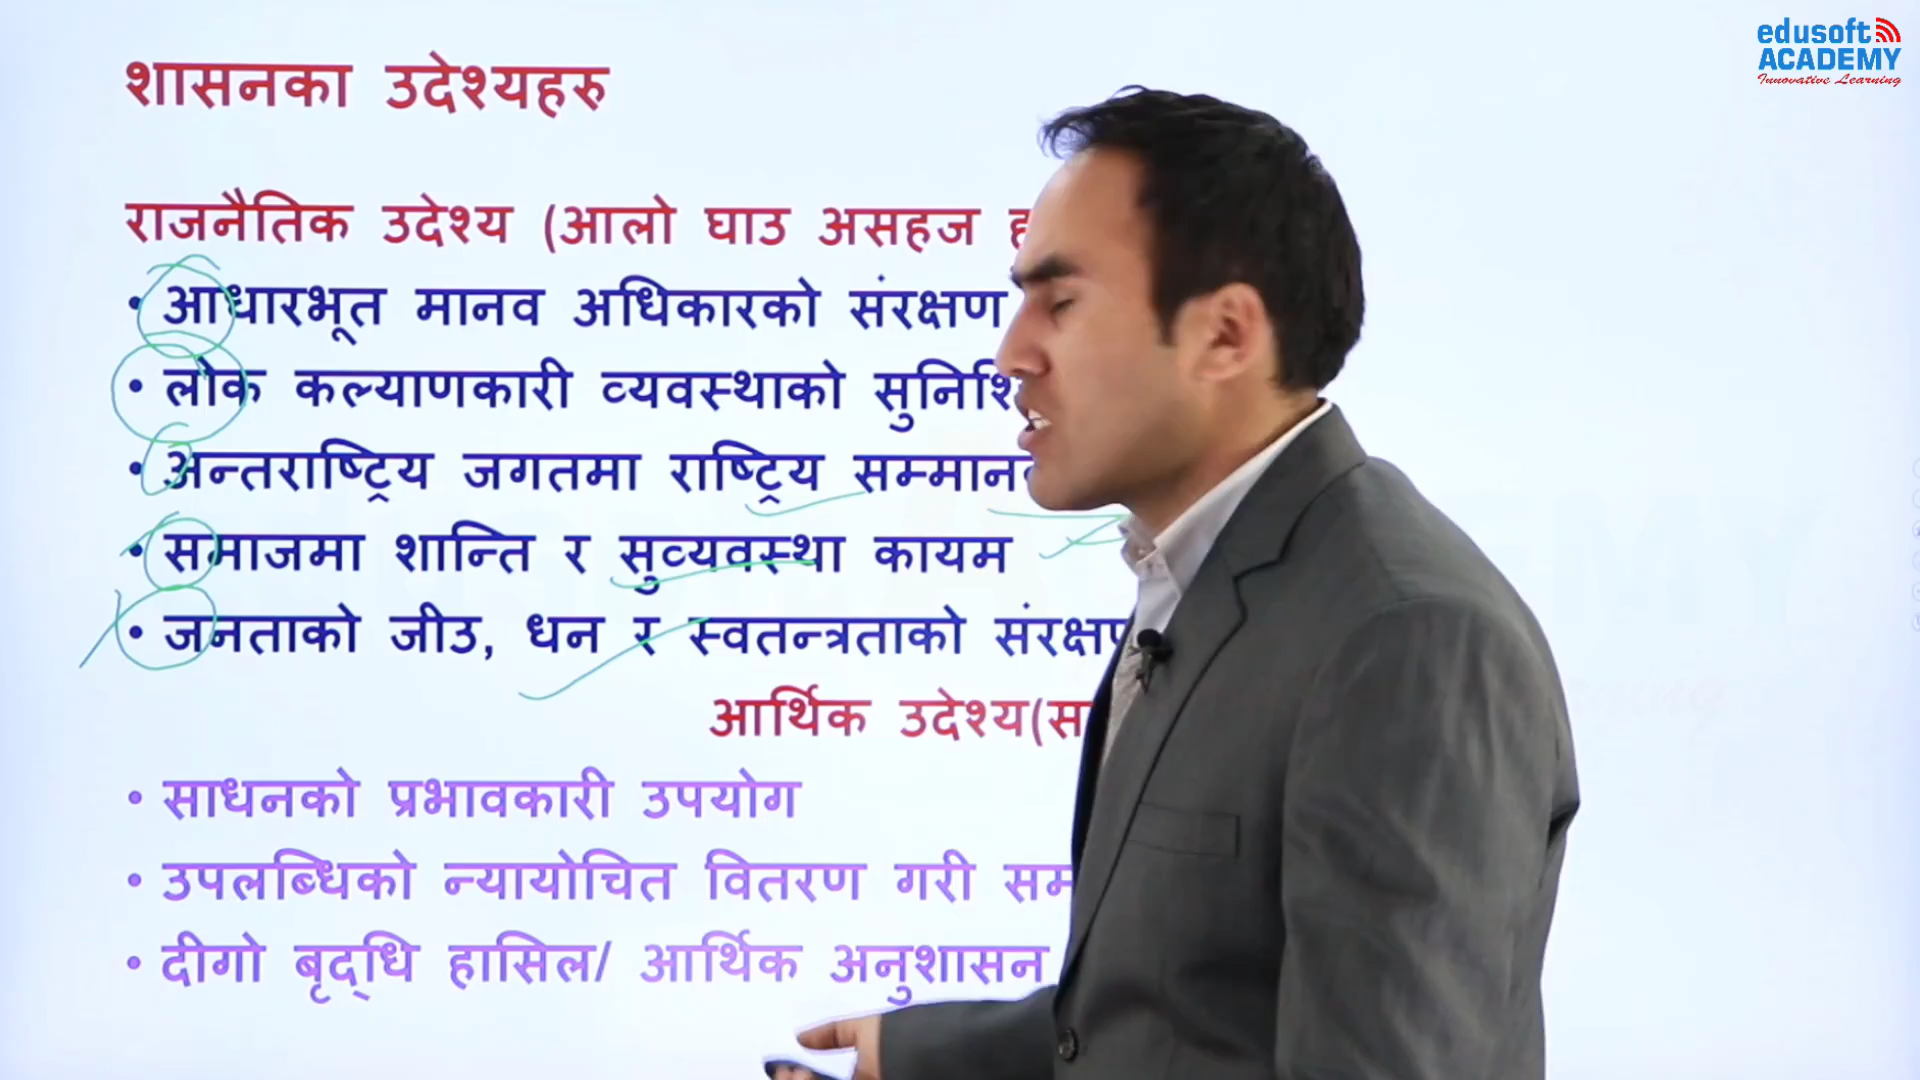 edusoft
ACADEMY
Innovative Learning
शासनका उदेश्यहरु
राजनैतिक उदेश्य (आलो घाउ असहज
• आधारभूत मानव अधिकारको संरक्षण
• लोक कल्याणकारी व्यवस्थाको
• अन्तराष्ट्रिय जगतमा राष्ट्रिय
• समाजमा शान्ति र सुव्यवस्था कायम
• जनताको जीउ, धन र स्वतन्त्रताको
आर्थिक उदेश्य(
• साधनको प्रभावकारी उपयोग
• उपलब्धिको न्यायोचित वितरण गरी
• दीगो बृद्धि हासिल/ आर्थिक अनुशासन